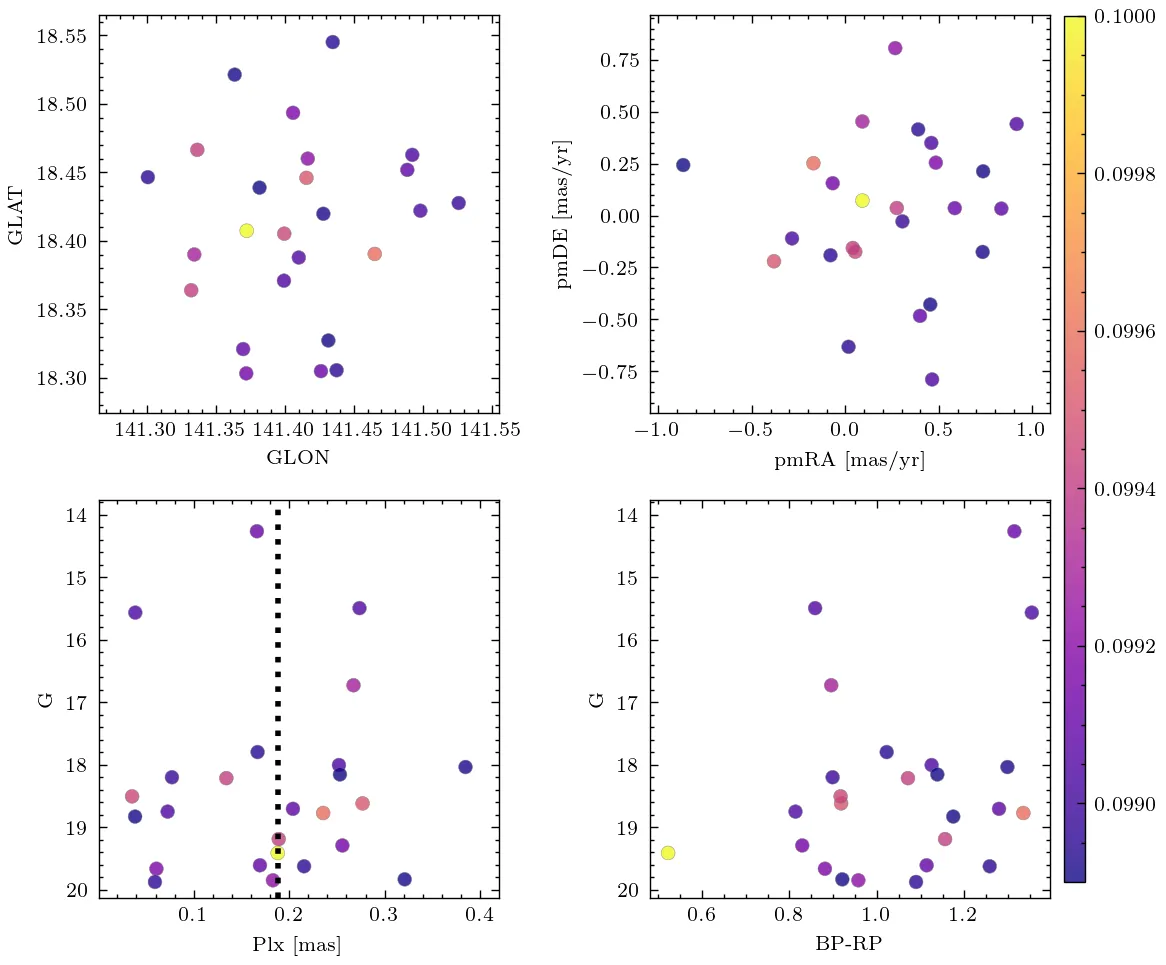 18.55
18.50
18.45
18.40
18.35
18.30
GLAT
141.30 141.35 141.40 141.45 141.50 141.55
GLON
0.75
0.50
0.25
0.00
−0.25
−0.50
−0.75
pmDE [mas/yr]
−1.0 −0.5 0.0 0.5 1.0
pmRA [mas/yr]
0.1000
0.0998
0.0996
0.0994
0.0992
0.0990
14
15
16
17
18
19
20
G
0.1 0.2 0.3 0.4
Plx [mas]
14
15
16
17
18
19
20
G
0.6 0.8 1.0 1.2
BP-RP